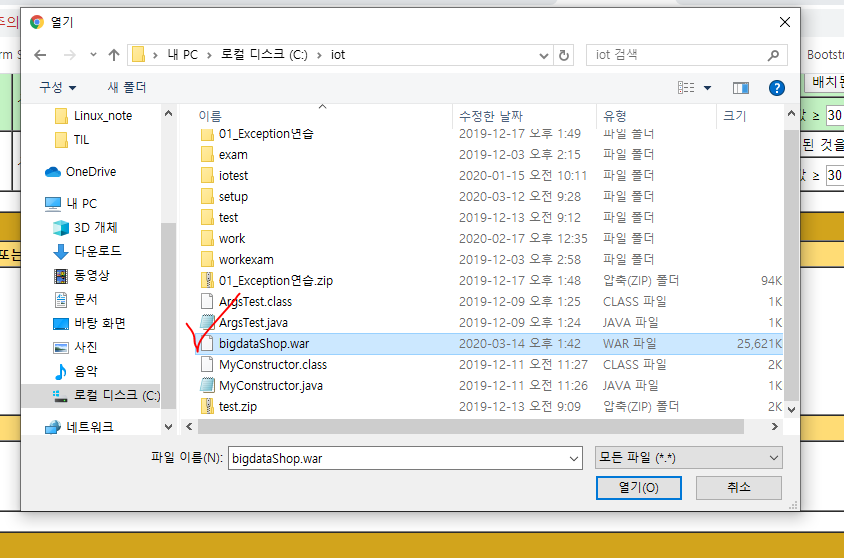 주의
열기
rm S
Bootstr
내 PC › 로컬 디스크 (C:) › iot
iot 검색
구성
새 폴더
배치된
Linux_note
TIL
OneDrive
내 PC
3D 개체
다운로드
동영상
문서
바탕 화면
사진
음악
로컬 디스크 (C:)
네트워크
이름 수정한 날짜 유형 크기
01_Exception연습 2019-12-17 오후 1:49 파일 폴더
exam 2019-12-03 오후 2:15 파일 폴더
iotest 2020-01-15 오전 10:11 파일 폴더
setup 2020-03-12 오전 9:28 파일 폴더
test 2019-12-13 오전 9:12 파일 폴더
work 2020-02-17 오후 12:35 파일 폴더
workexam 2019-12-03 오후 2:58 파일 폴더
01_Exception연습.zip 2019-12-17 오후 1:48 압축(ZIP) 폴더 94K
ArgsTest.class 2019-12-09 오후 1:25 CLASS 파일 1K
ArgsTest.java 2019-12-09 오후 1:24 JAVA 파일 1K
bigdataShop.war 2020-03-14 오후 1:42 WAR 파일 25,621K
MyConstructor.class 2019-12-11 오전 11:27 CLASS 파일 2K
MyConstructor.java 2019-12-11 오전 11:26 JAVA 파일 2K
test.zip 2019-12-13 오전 9:09 압축(ZIP) 폴더 2K
≥ 30
된 것을
≥ 30
또는
파일 이름(N):
bigdataShop.war
모든 파일 (*.*)
열기(O)
취소